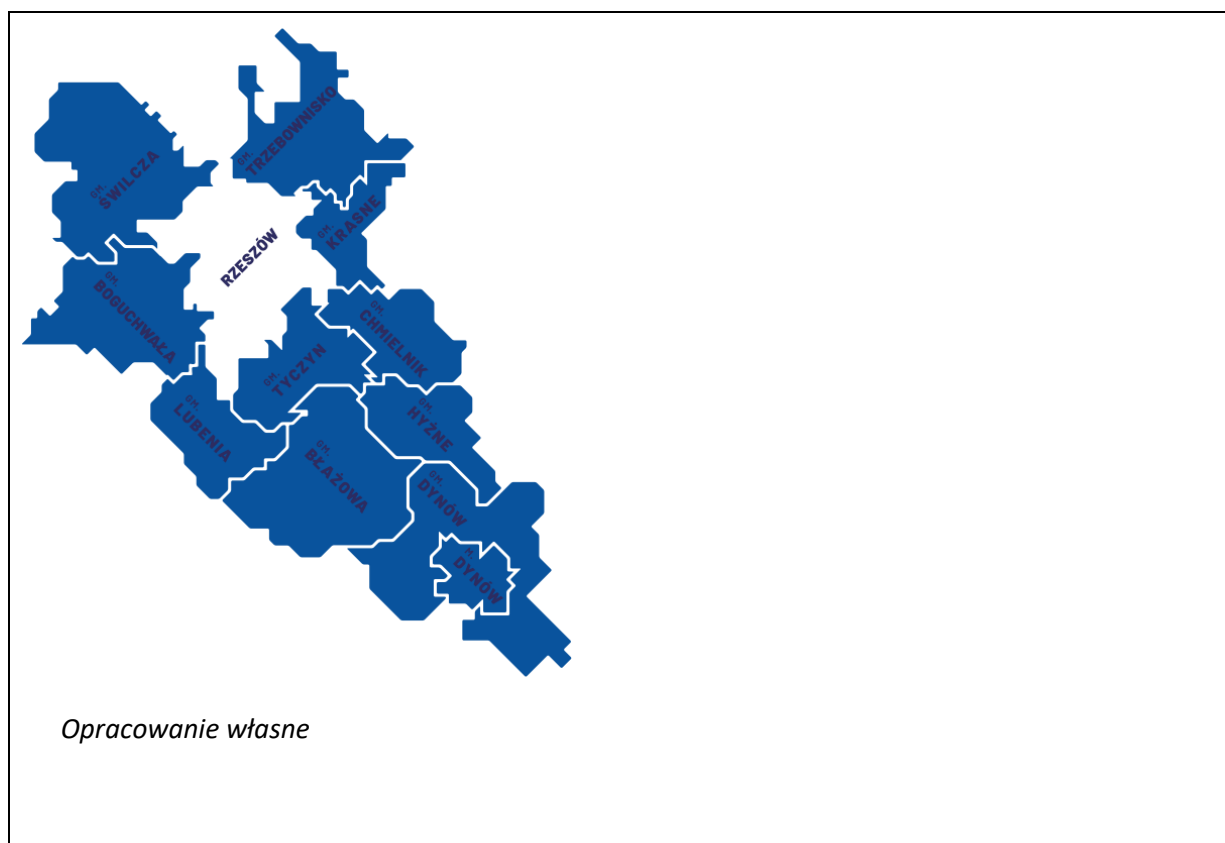 GM.
TRZEBOWNISKO
GM.
ŚWILCZA
GM.
KRASNE
RZESZÓW
GM.
BOGUCHWAŁA
GM.
CHMIELNIK
GM.
TYCZYN
GM.
LUBENIA
GM.
HYŻNE
GM.
BŁAŻOWA
GM.
DYNÓW
M.
DYNÓW
Opracowanie własne